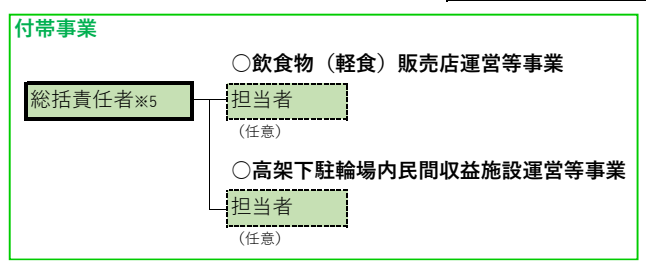 付帯事業
○飲食物（軽食）販売店運営等事業
総括責任者※5
担当者
（任意）
○高架下駐輪場内民間収益施設運営等事業
担当者
（任意）